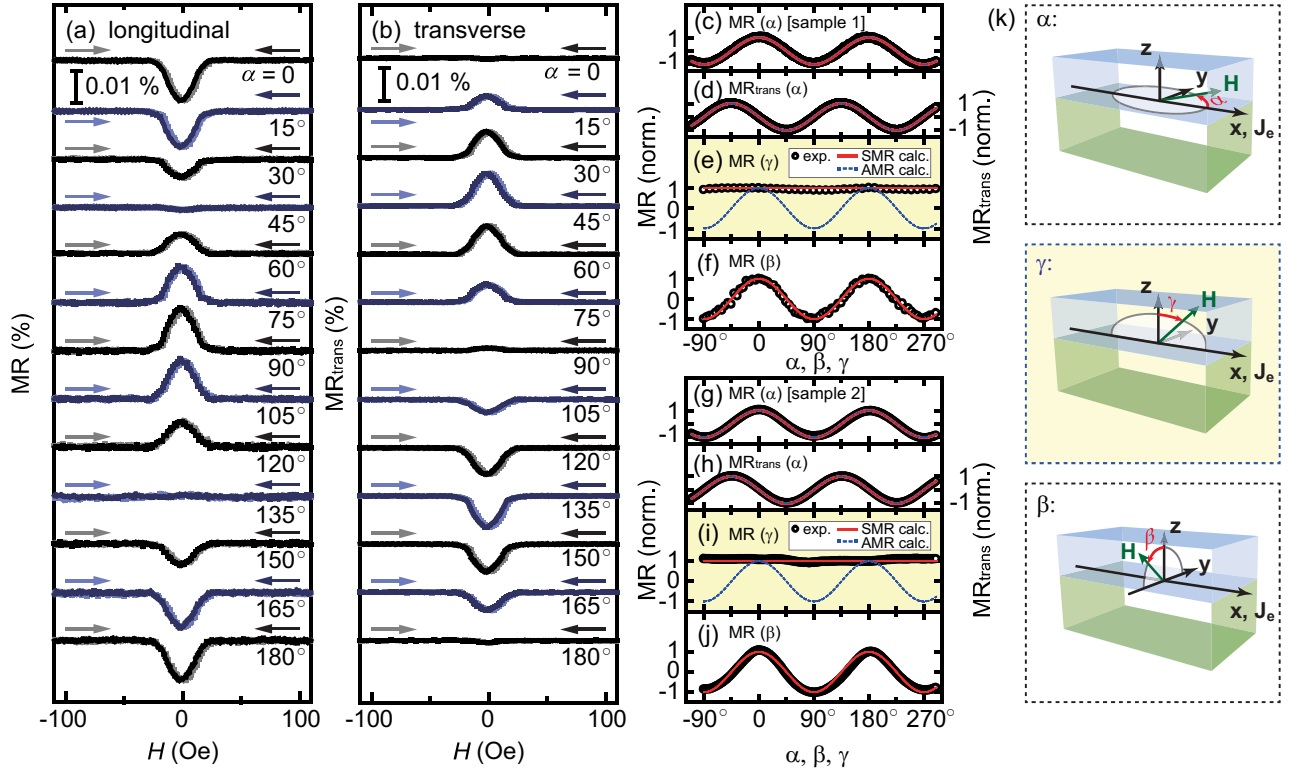 (a) longitudinal
α = 0
0.01 %
15°
30°
45°
60°
75°
90°
105°
120°
135°
150°
165°
180°
MR (%)
-100 0 100
H (Oe)
(b) transverse
α = 0
0.01 %
15°
30°
45°
60°
75°
90°
105°
120°
135°
150°
165°
180°
MRtrans (%)
-100 0 100
H (Oe)
(c) MR (α) [sample 1]
1
-1
(d) MRtrans (α)
1
-1
(e) MR (γ)
exp. SMR calc.
AMR calc.
1
0
-1
(f) MR (β)
1
0
-1
MR (norm.)
MRtrans (norm.)
-90° 0 90° 180° 270°
α, β, γ
(g) MR (α) [sample 2]
1
-1
(h) MRtrans (α)
1
-1
(i) MR (γ)
exp. SMR calc.
AMR calc.
1
0
-1
(j) MR (β)
1
-1
MR (norm.)
MRtrans (norm.)
-90° 0 90° 180° 270°
α, β, γ
(k)
α:
z
y
H
α
x, Je
γ:
z
γ
H
y
x, Je
β:
z
β
H
y
x, Je